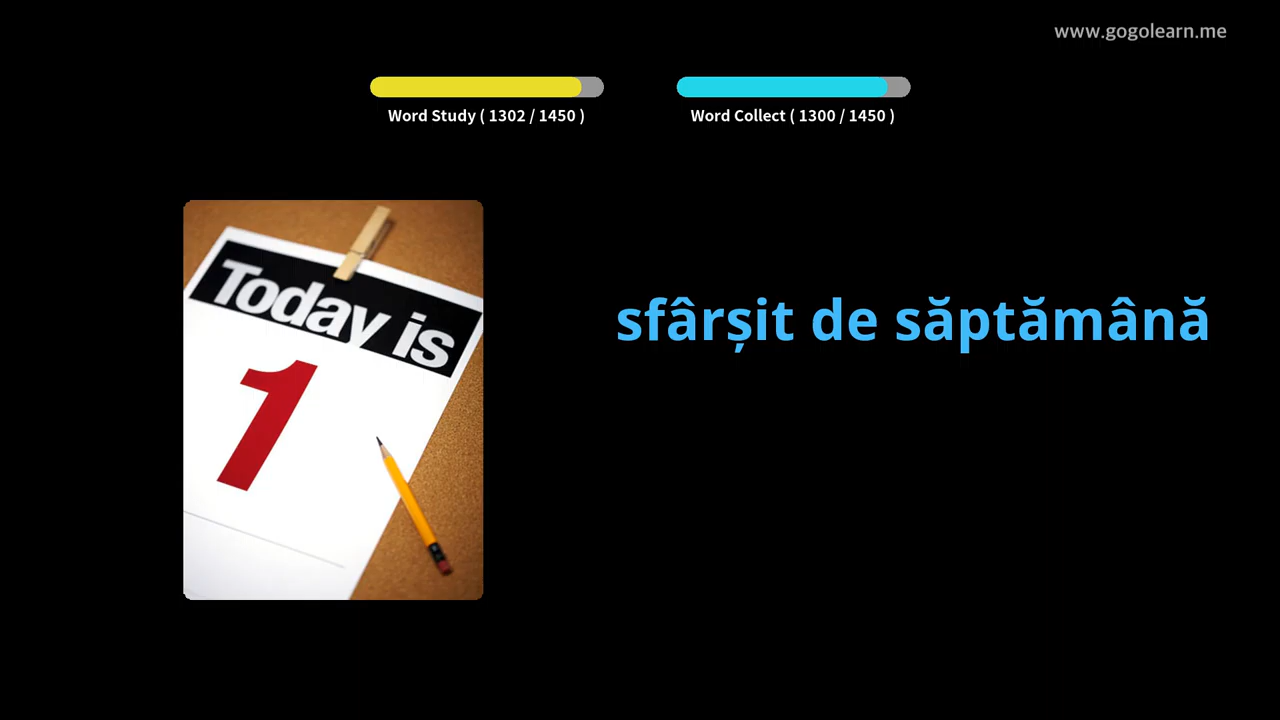 www.gogolearn.me
Word Study ( 1302 / 1450 )
Word Collect ( 1300 / 1450 )
Today is
1
sfârșit de săptămână